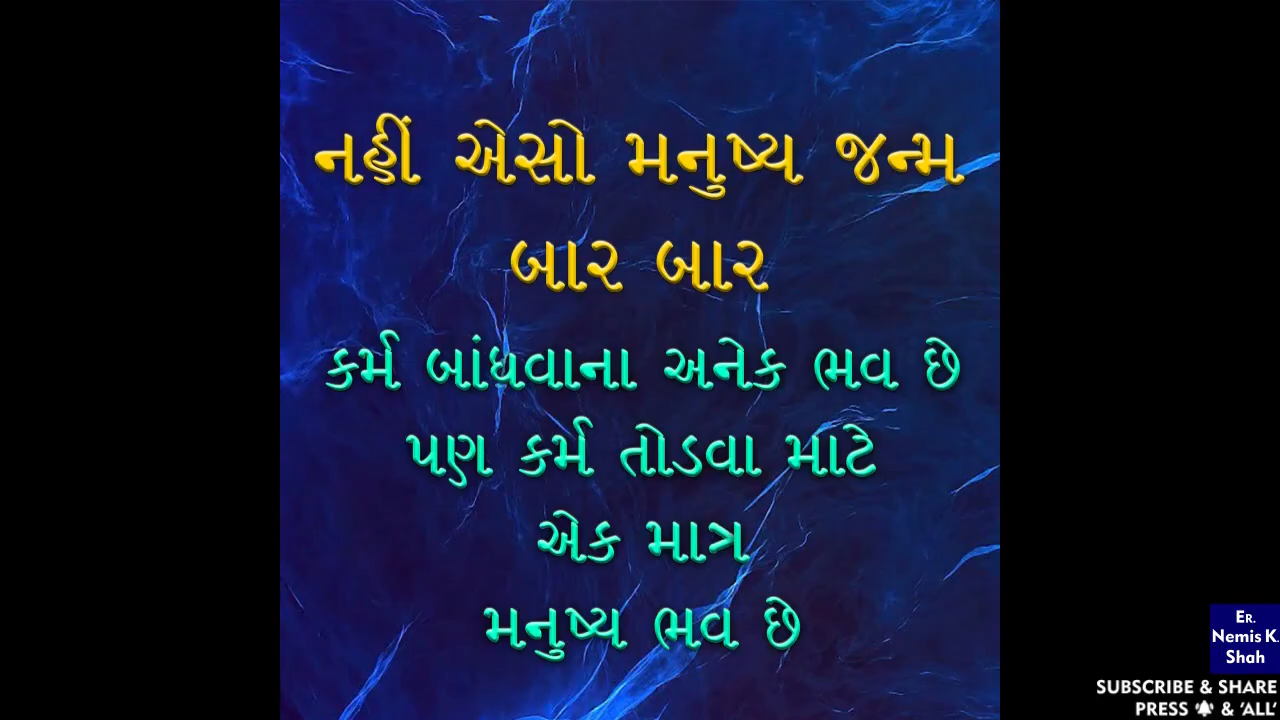 નહીં એસો મનુષ્ય જન્મ
બાર બાર
કર્મ બાંધવાના અનેક ભવ છે
પણ કર્મ તોડવા માટે
એક માત્ર
મનુષ્ય ભવ છે
ER.
Nemis K.
Shah
SUBSCRIBE & SHARE
PRESS 🔔 & 'ALL'